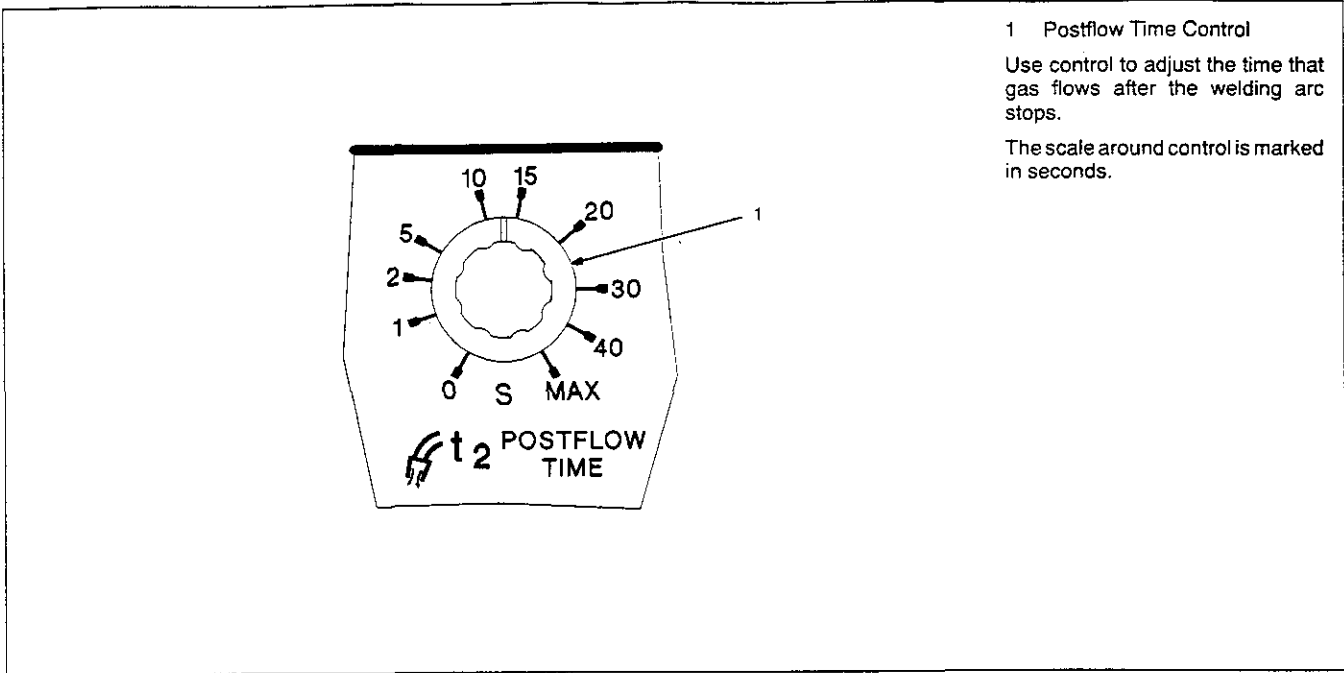 1 Postflow Time Control
Use control to adjust the time that
gas flows after the welding arc
stops.
The scale around control is marked
in seconds.
10
15
20
5
1
2
30
1
40
0
S
MAX
t2 POSTFLOW
TIME